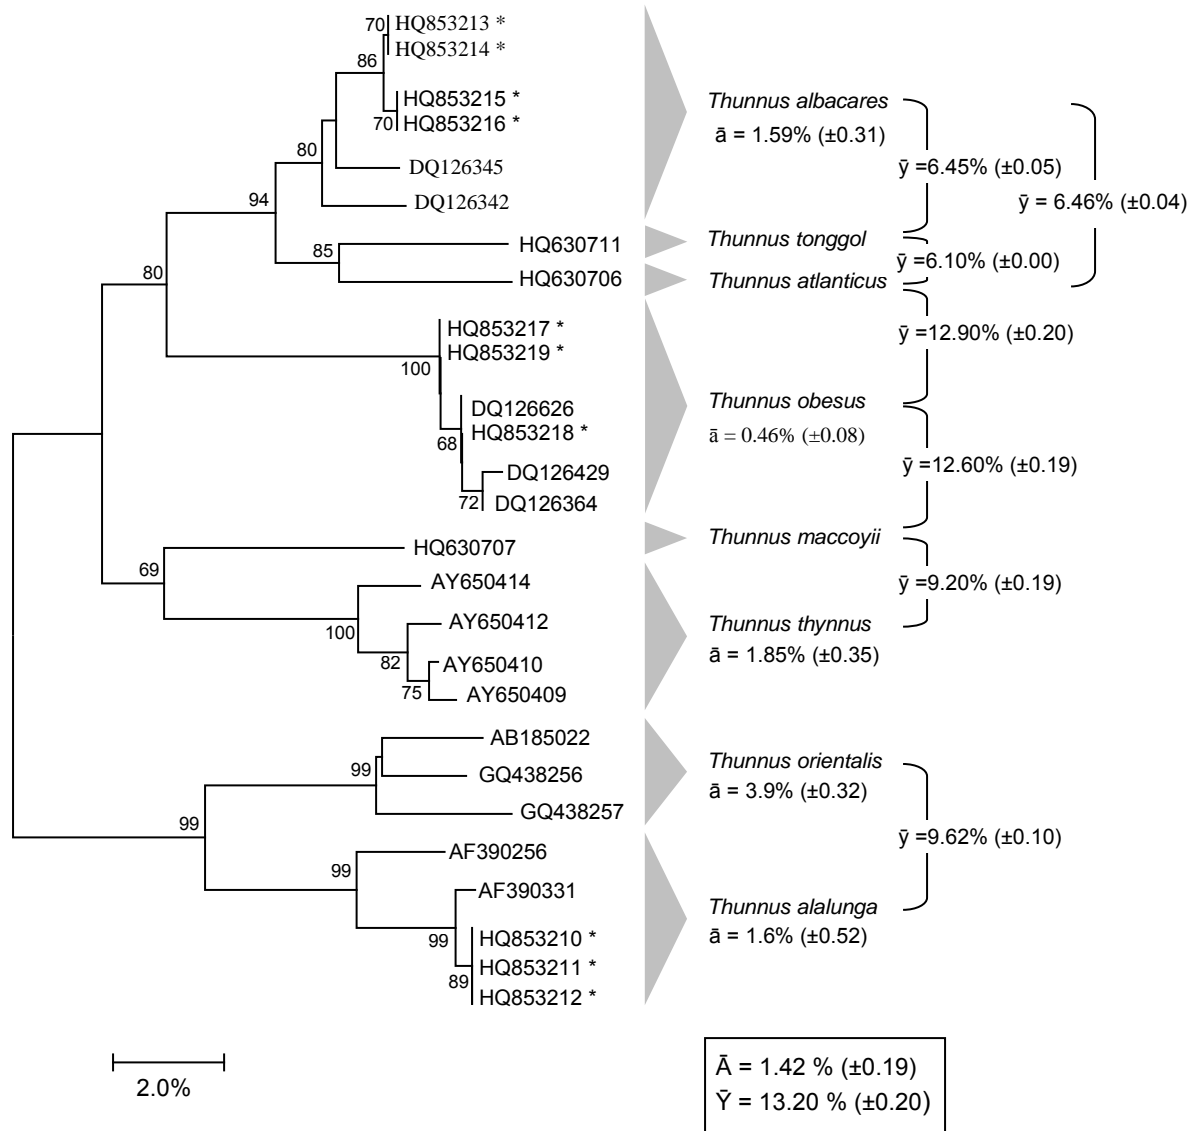 70
HQ853213 *
HQ853214 *
86
HQ853215 *
HQ853216 *
70
80
DQ126345
DQ126342
94
HQ630711
85
HQ630706
80
HQ853217 *
HQ853219 *
100
DQ126626
HQ853218 *
68
DQ126429
72
DQ126364
HQ630707
69
AY650414
100
AY650412
82
AY650410
75
AY650409
AB185022
99
GQ438256
GQ438257
99
AF390256
99
AF390331
99
HQ853210 *
HQ853211 *
89
HQ853212 *
Thunnus albacares
ā = 1.59% (±0.31)
Thunnus tonggol
Thunnus atlanticus
Thunnus obesus
ā = 0.46% (±0.08)
Thunnus maccoyii
Thunnus thynnus
ā = 1.85% (±0.35)
Thunnus orientalis
ā = 3.9% (±0.32)
Thunnus alalunga
ā = 1.6% (±0.52)
ȳ =6.45% (±0.05)
ȳ = 6.46% (±0.04)
ȳ =6.10% (±0.00)
ȳ =12.90% (±0.20)
ȳ =12.60% (±0.19)
ȳ =9.20% (±0.19)
ȳ =9.62% (±0.10)
2.0%
Ā = 1.42 % (±0.19)
Ȳ = 13.20 % (±0.20)